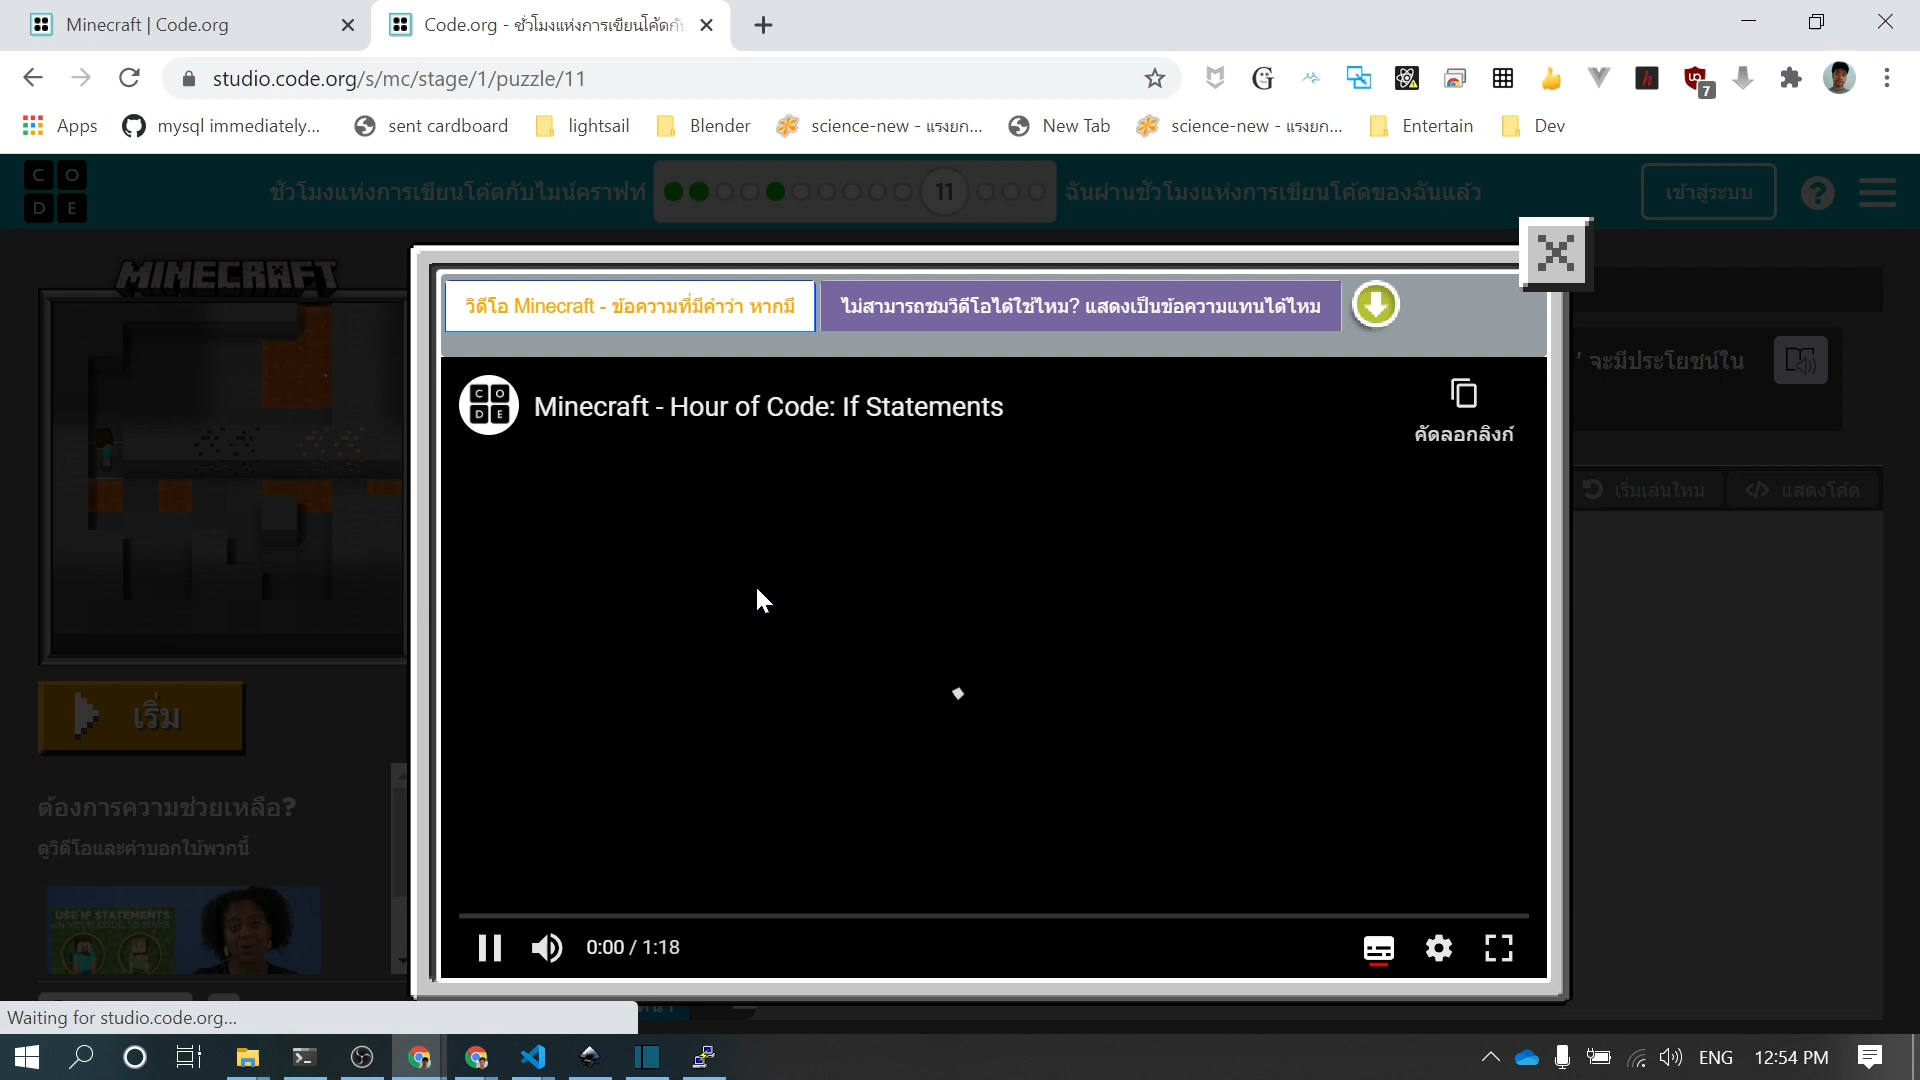 Minecraft | Code.org
Code.org - ชั่วโมงแห่งการเขียนโค้ดกับ
studio.code.org/s/mc/stage/1/puzzle/11
7
Apps
mysql immediately...
sent cardboard
lightsail
Blender
science-new - แรงยก...
New Tab
science-new - แรงยก...
Entertain
Dev
C O D E
ชั่วโมงแห่งการเขียนโค้ดกับไมน์คราฟท์
11
ฉันผ่านชั่วโมงแห่งการเขียนโค้ดของฉันแล้ว
เข้าสู่ระบบ
?
MINECRAFT
วิดีโอ Minecraft - ข้อความที่มีคำว่า หากมี
ไม่สามารถชมวิดีโอได้ใช่ไหม? แสดงเป็นข้อความแทนได้ไหม
' จะมีประโยชน์ใน
C O D E
Minecraft - Hour of Code: If Statements
คัดลอกลิงก์
เริ่มเล่นใหม่
แสดงโค้ด
เริ่ม
ต้องการความช่วยเหลือ?
ดูวิดีโอและคำบอกใบ้พวกนี้
USE IF STATEMENTS
IN YOUR CODE TO MAKE
0:00 / 1:18
Waiting for studio.code.org...
ENG
12:54 PM